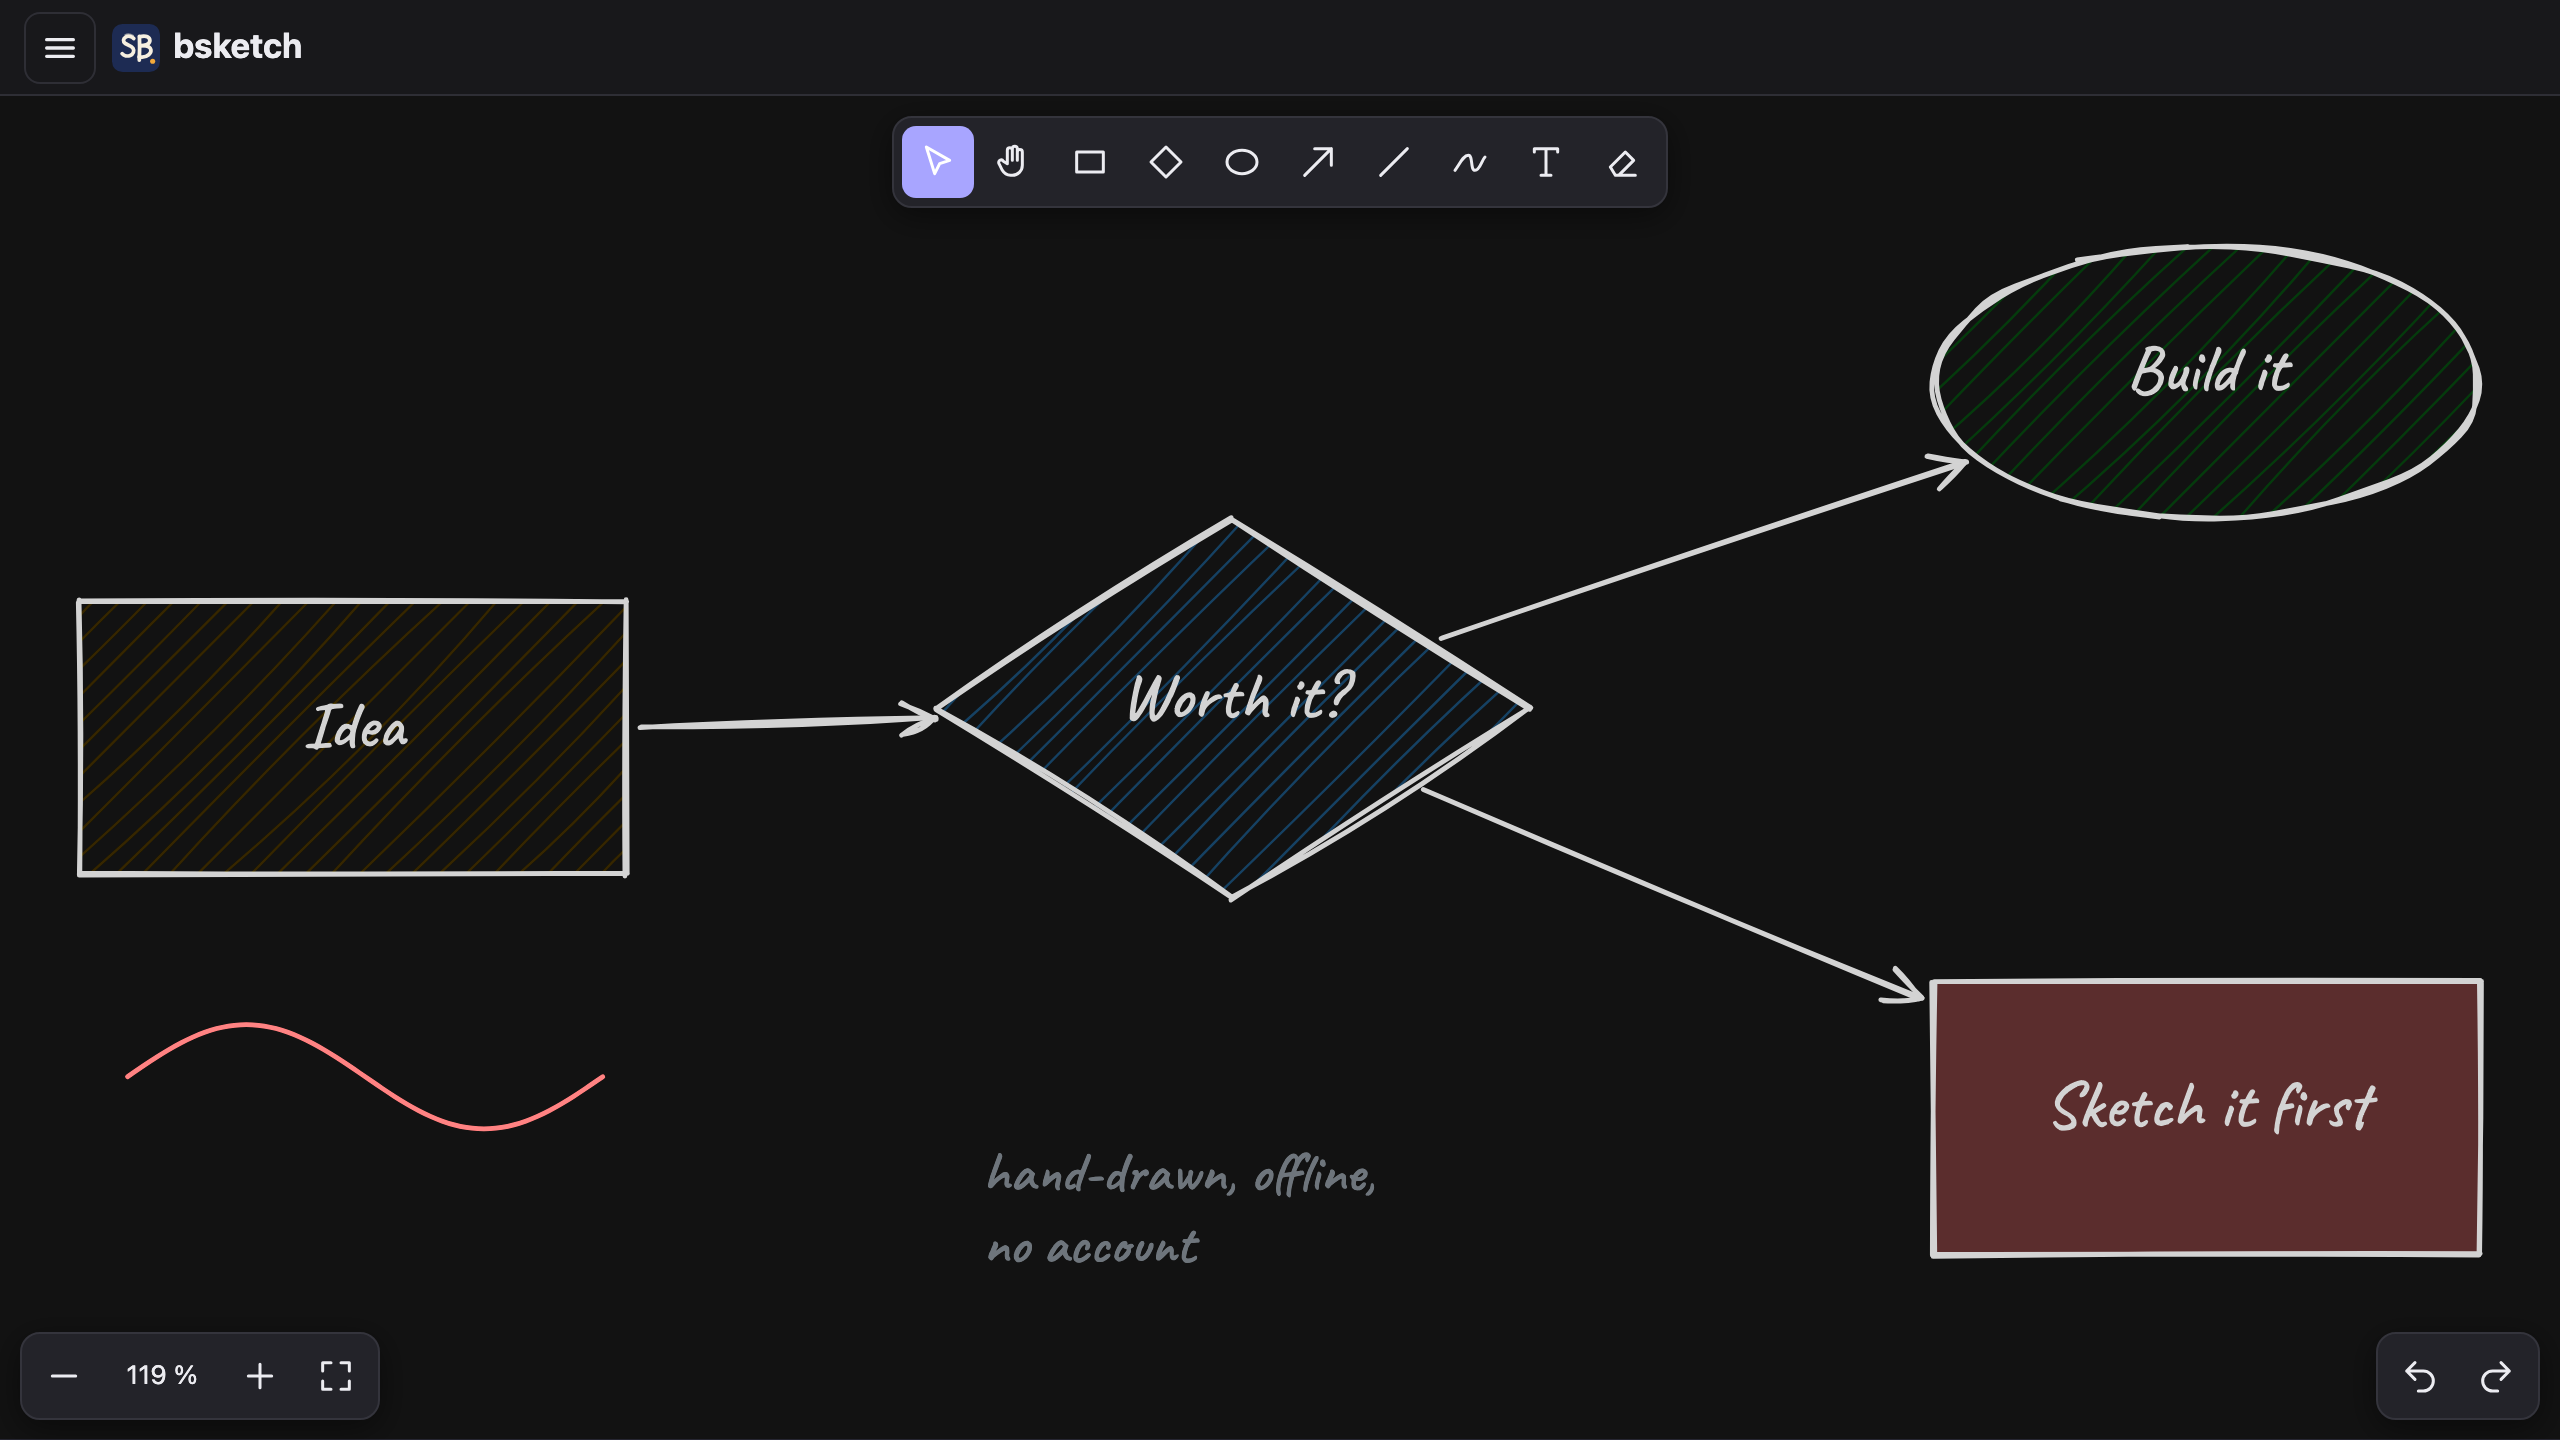 SB.
bsketch
Build it
Worth it?
Idea
Sketch it first
hand-drawn, offline,
no account
119 %